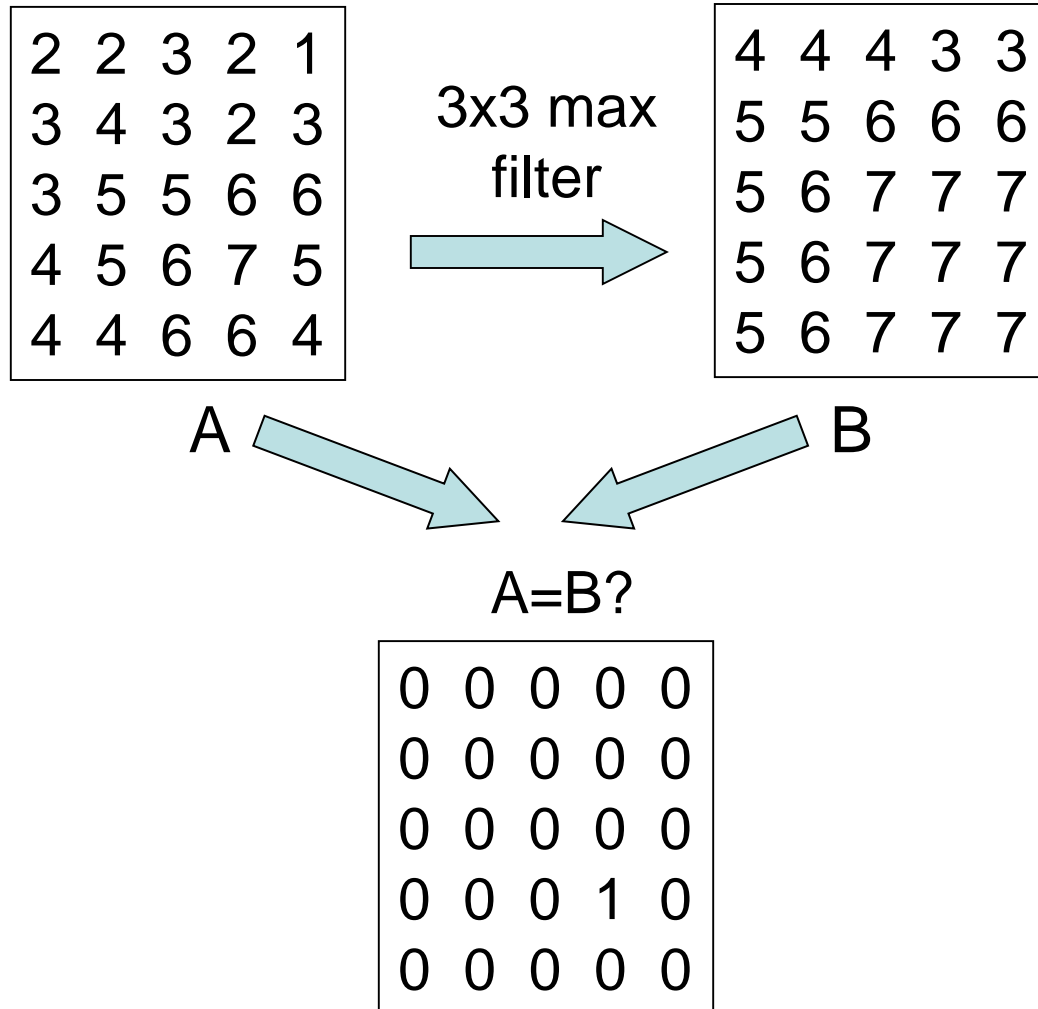 2 2 3 2 1
3 4 3 2 3
3 5 5 6 6
4 5 6 7 5
4 4 6 6 4
A
3x3 max
filter
4 4 4 3 3
5 5 6 6 6
5 6 7 7 7
5 6 7 7 7
5 6 7 7 7
B
A=B?
0 0 0 0 0
0 0 0 0 0
0 0 0 0 0
0 0 0 1 0
0 0 0 0 0